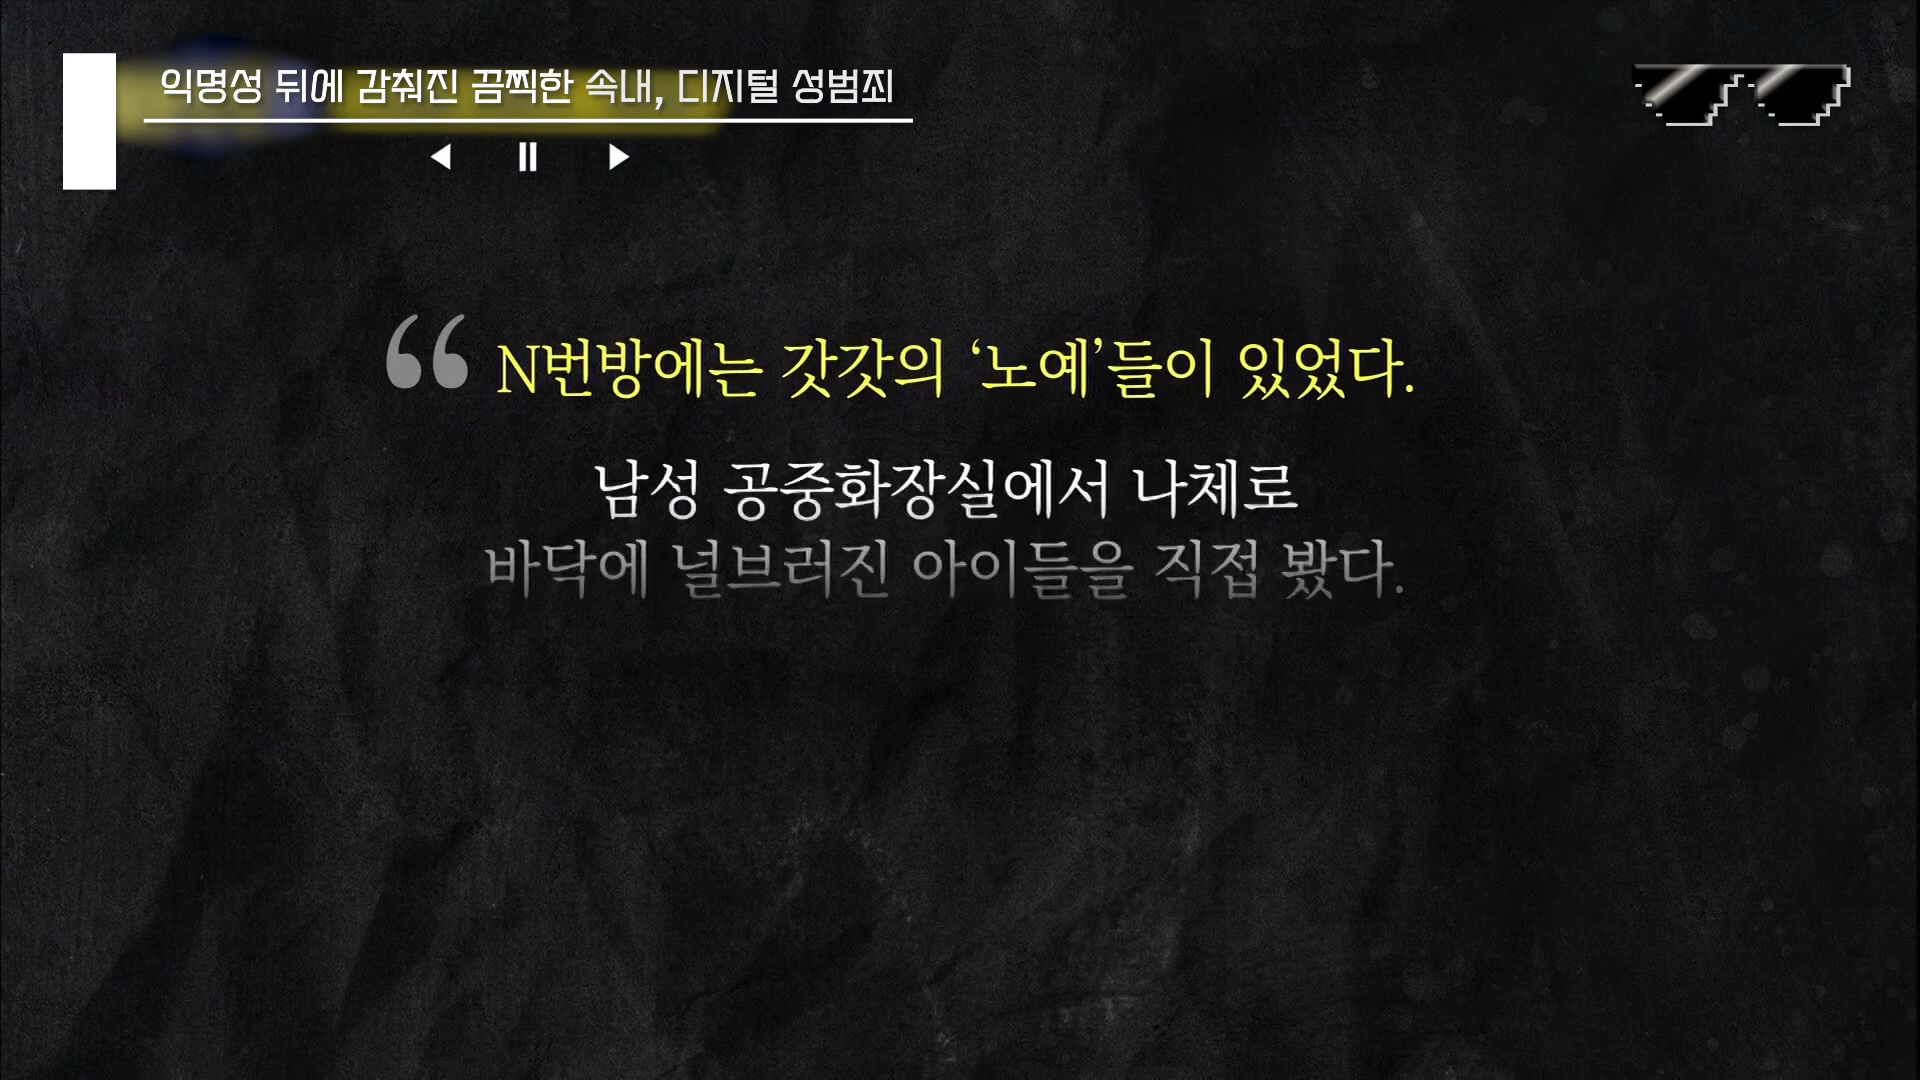 익명성 뒤에 감춰진 끔찍한 속내, 디지털 성범죄
“ N번방에는 갓갓의 ‘노예’들이 있었다.
남성 공중화장실에서 나체로
바닥에 널브러진 아이들을 직접 봤다.